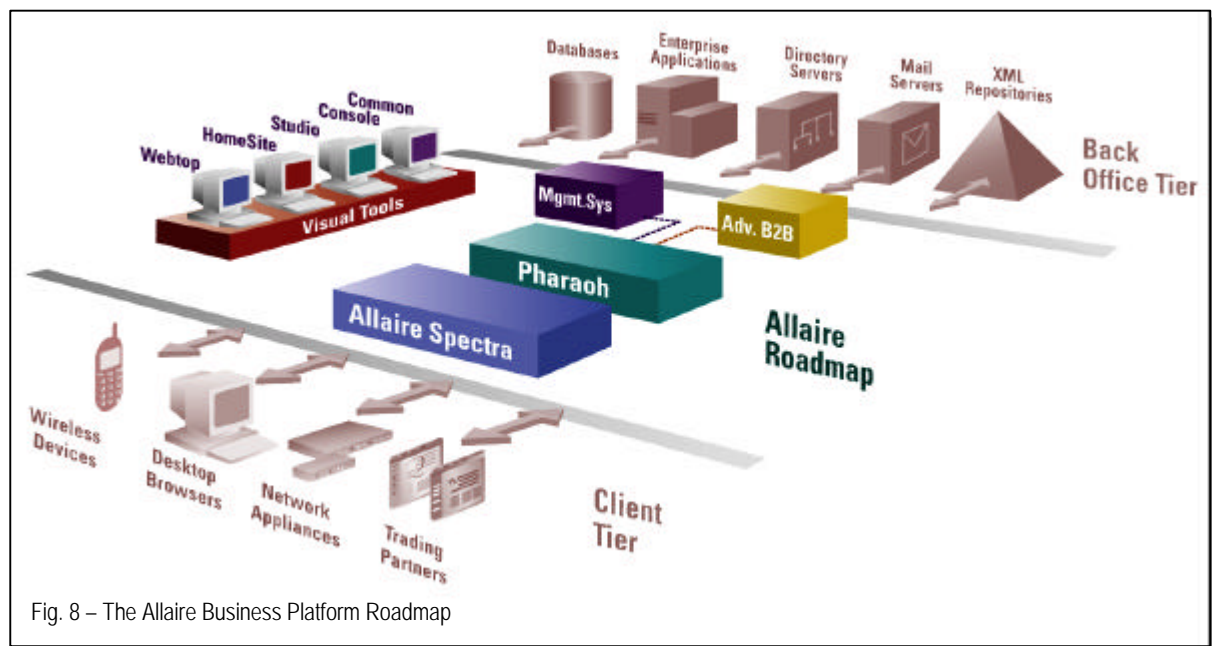 Databases
Enterprise
Applications
Directory
Servers
Mail
Servers
XML
Repositories
Back
Office Tier
Common
Console
Studio
HomeSite
Webtop
Visual Tools
Mgmt.Sys
Adv. B2B
Pharaoh
Allaire Spectra
Allaire
Roadmap
Wireless
Devices
Desktop
Browsers
Network
Appliances
Trading
Partners
Client
Tier
Fig. 8 – The Allaire Business Platform Roadmap